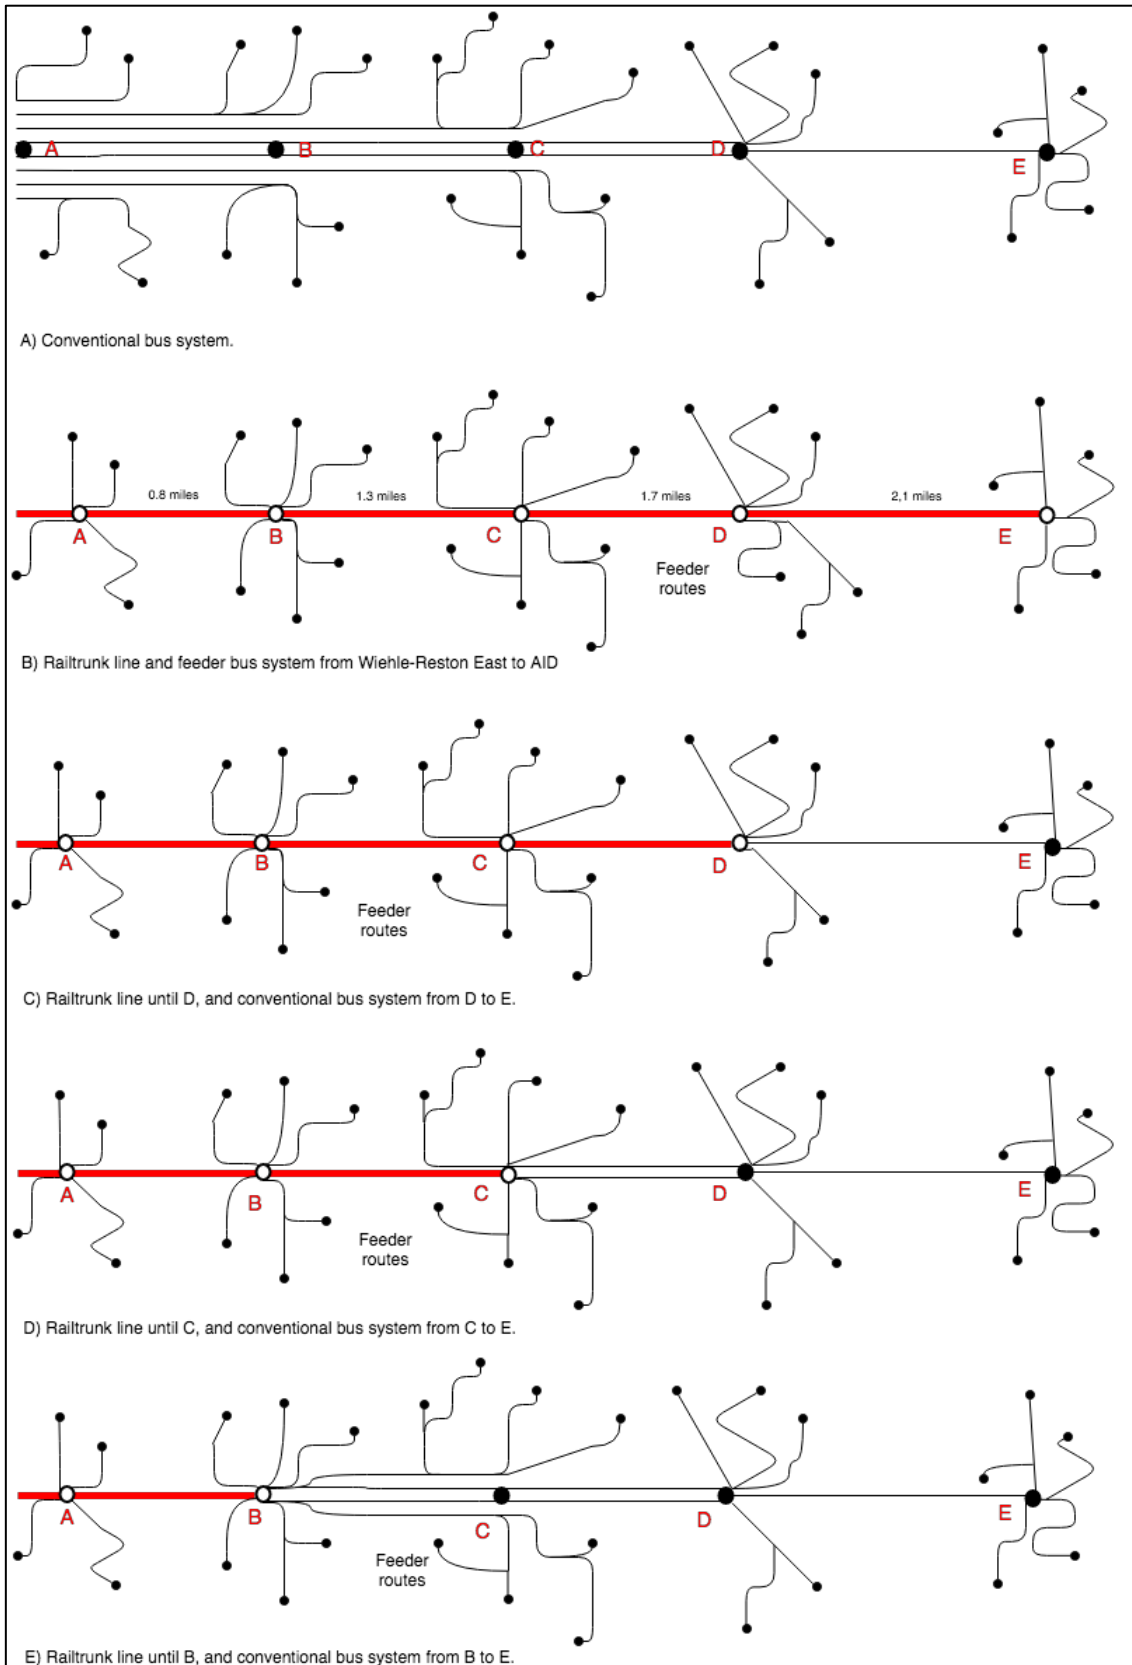 A
B
C
D
E
A) Conventional bus system.
0.8 miles
1.3 miles
1.7 miles
2,1 miles
A
B
C
D
E
Feeder
routes
B) Railtrunk line and feeder bus system from Wiehle-Reston East to AID
A
B
C
D
E
Feeder
routes
C) Railtrunk line until D, and conventional bus system from D to E.
A
B
C
D
E
Feeder
routes
D) Railtrunk line until C, and conventional bus system from C to E.
A
B
C
D
E
Feeder
routes
E) Railtrunk line until B, and conventional bus system from B to E.